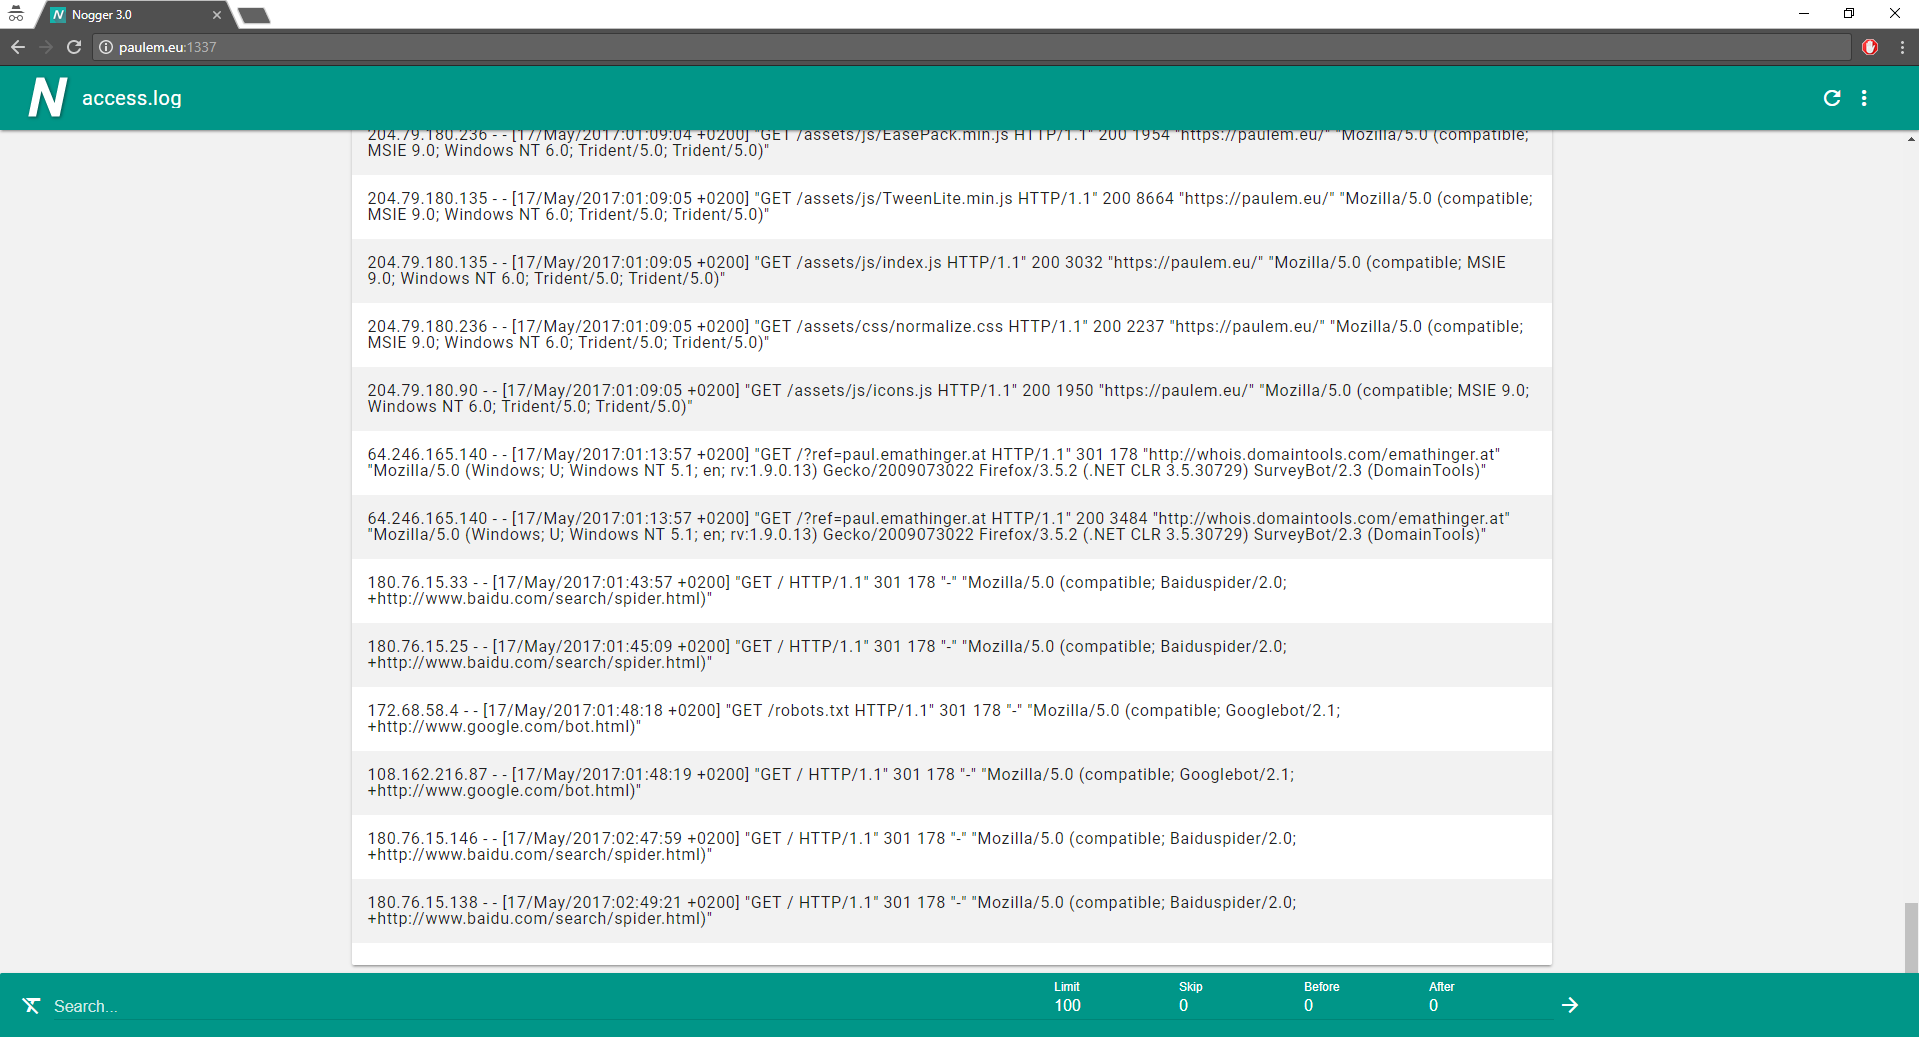 Nogger 3.0
paulem.eu:1337
N access.log
204.79.180.236 - - [17/May/2017:01:09:04 +0200] "GET /assets/js/EasePack.min.js HTTP/1.1" 200 1954 "https://paulem.eu/" "Mozilla/5.0 (compatible;
MSIE 9.0; Windows NT 6.0; Trident/5.0; Trident/5.0)"
204.79.180.135 - - [17/May/2017:01:09:05 +0200] "GET /assets/js/TweenLite.min.js HTTP/1.1" 200 8664 "https://paulem.eu/" "Mozilla/5.0 (compatible;
MSIE 9.0; Windows NT 6.0; Trident/5.0; Trident/5.0)"
204.79.180.135 - - [17/May/2017:01:09:05 +0200] "GET /assets/js/index.js HTTP/1.1" 200 3032 "https://paulem.eu/" "Mozilla/5.0 (compatible; MSIE
9.0; Windows NT 6.0; Trident/5.0; Trident/5.0)"
204.79.180.236 - - [17/May/2017:01:09:05 +0200] "GET /assets/css/normalize.css HTTP/1.1" 200 2237 "https://paulem.eu/" "Mozilla/5.0 (compatible;
MSIE 9.0; Windows NT 6.0; Trident/5.0; Trident/5.0)"
204.79.180.90 - - [17/May/2017:01:09:05 +0200] "GET /assets/js/icons.js HTTP/1.1" 200 1950 "https://paulem.eu/" "Mozilla/5.0 (compatible; MSIE 9.0;
Windows NT 6.0; Trident/5.0; Trident/5.0)"
64.246.165.140 - - [17/May/2017:01:13:57 +0200] "GET /?ref=paul.emathinger.at HTTP/1.1" 301 178 "http://whois.domaintools.com/emathinger.at"
"Mozilla/5.0 (Windows; U; Windows NT 5.1; en; rv:1.9.0.13) Gecko/2009073022 Firefox/3.5.2 (.NET CLR 3.5.30729) SurveyBot/2.3 (DomainTools)"
64.246.165.140 - - [17/May/2017:01:13:57 +0200] "GET /?ref=paul.emathinger.at HTTP/1.1" 200 3484 "http://whois.domaintools.com/emathinger.at"
"Mozilla/5.0 (Windows; U; Windows NT 5.1; en; rv:1.9.0.13) Gecko/2009073022 Firefox/3.5.2 (.NET CLR 3.5.30729) SurveyBot/2.3 (DomainTools)"
180.76.15.33 - - [17/May/2017:01:43:57 +0200] "GET / HTTP/1.1" 301 178 "-" "Mozilla/5.0 (compatible; Baiduspider/2.0;
+http://www.baidu.com/search/spider.html)"
180.76.15.25 - - [17/May/2017:01:45:09 +0200] "GET / HTTP/1.1" 301 178 "-" "Mozilla/5.0 (compatible; Baiduspider/2.0;
+http://www.baidu.com/search/spider.html)"
172.68.58.4 - - [17/May/2017:01:48:18 +0200] "GET /robots.txt HTTP/1.1" 301 178 "-" "Mozilla/5.0 (compatible; Googlebot/2.1;
+http://www.google.com/bot.html)"
108.162.216.87 - - [17/May/2017:01:48:19 +0200] "GET / HTTP/1.1" 301 178 "-" "Mozilla/5.0 (compatible; Googlebot/2.1;
+http://www.google.com/bot.html)"
180.76.15.146 - - [17/May/2017:02:47:59 +0200] "GET / HTTP/1.1" 301 178 "-" "Mozilla/5.0 (compatible; Baiduspider/2.0;
+http://www.baidu.com/search/spider.html)"
180.76.15.138 - - [17/May/2017:02:49:21 +0200] "GET / HTTP/1.1" 301 178 "-" "Mozilla/5.0 (compatible; Baiduspider/2.0;
+http://www.baidu.com/search/spider.html)"
Limit Skip Before After
Search... 100 0 0 0